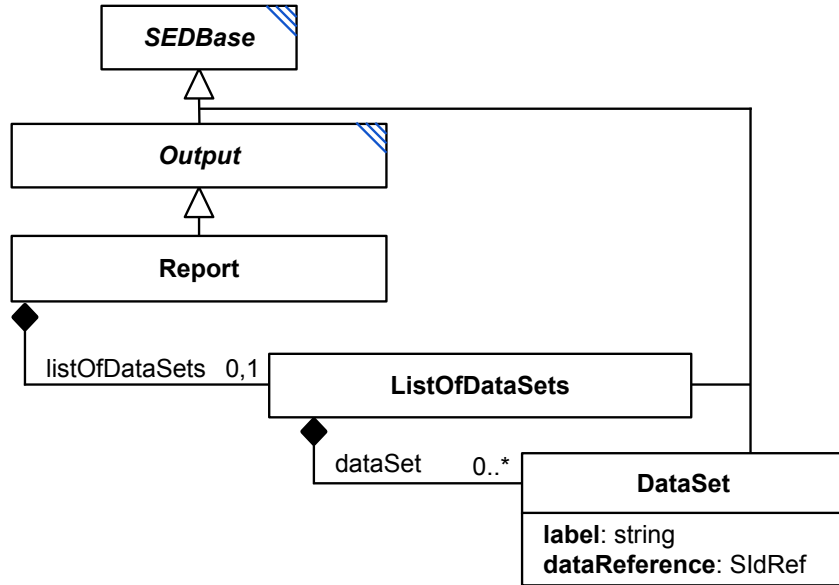 SEDBase
Output
Report
listOfDataSets 0,1
ListOfDataSets
dataSet 0..*
DataSet
label: string
dataReference: SIdRef